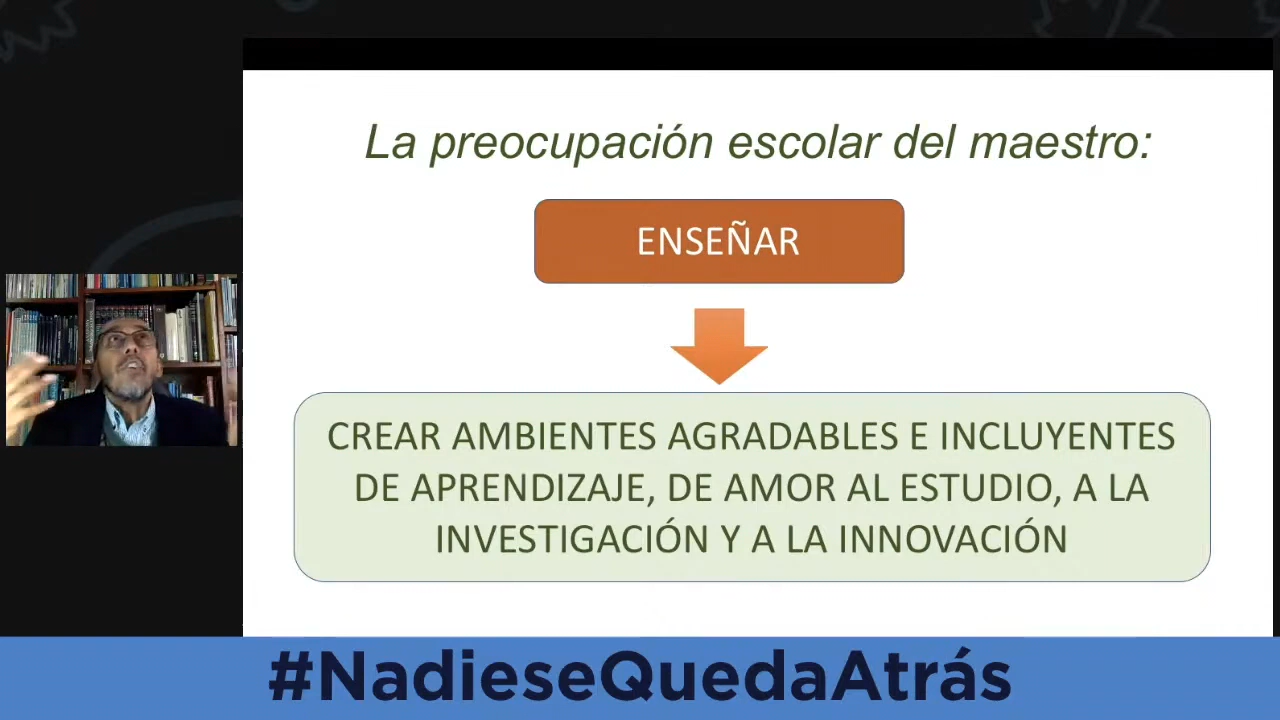 La preocupación escolar del maestro:
ENSEÑAR
CREAR AMBIENTES AGRADABLES E INCLUYENTES
DE APRENDIZAJE, DE AMOR AL ESTUDIO, A LA
INVESTIGACIÓN Y A LA INNOVACIÓN
#NadieseQuedaAtrás